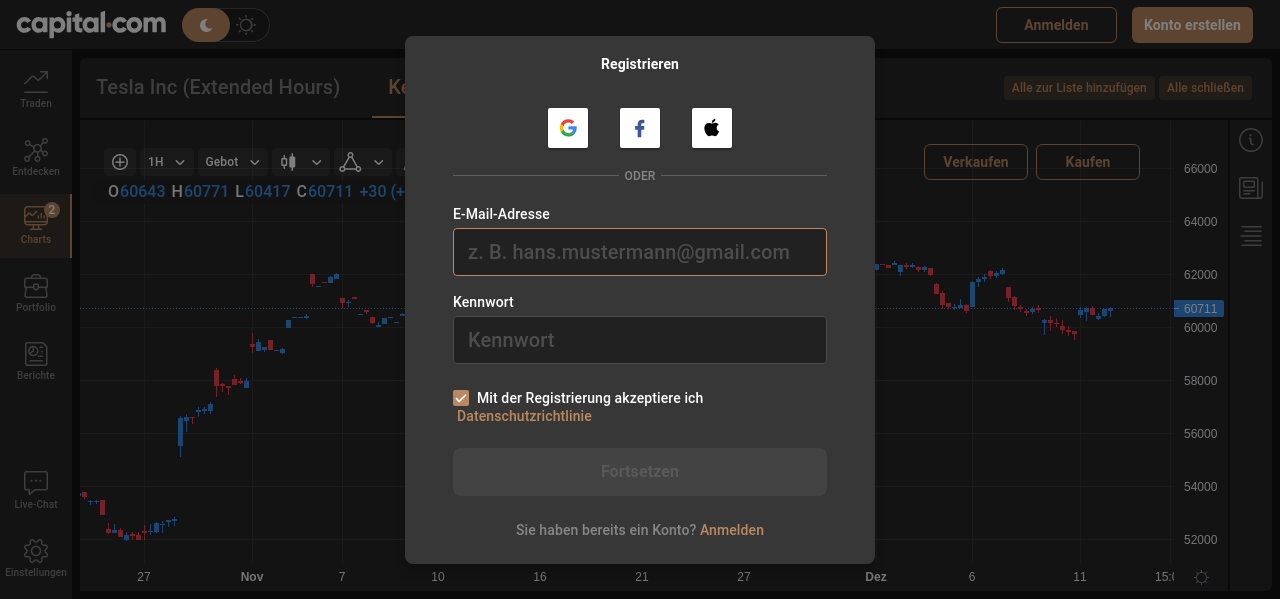 capital.com
Anmelden
Konto erstellen
Registrieren
Tesla Inc (Extended Hours)
Ke
Alle zur Liste hinzufügen
Alle schließen
Traden
Entdecken
2
Charts
Portfolio
Berichte
Live-Chat
Einstellungen
1H
Gebot
Verkaufen
Kaufen
O60643 H60771 L60417 C60711 +30 (+
ODER
E-Mail-Adresse
z. B. hans.mustermann@gmail.com
Kennwort
Kennwort
Mit der Registrierung akzeptiere ich
Datenschutzrichtlinie
Fortsetzen
Sie haben bereits ein Konto? Anmelden
66000
64000
62000
60711
60000
58000
56000
54000
52000
27 Nov 7 10 16 21 27 Dez 6 11 15:0